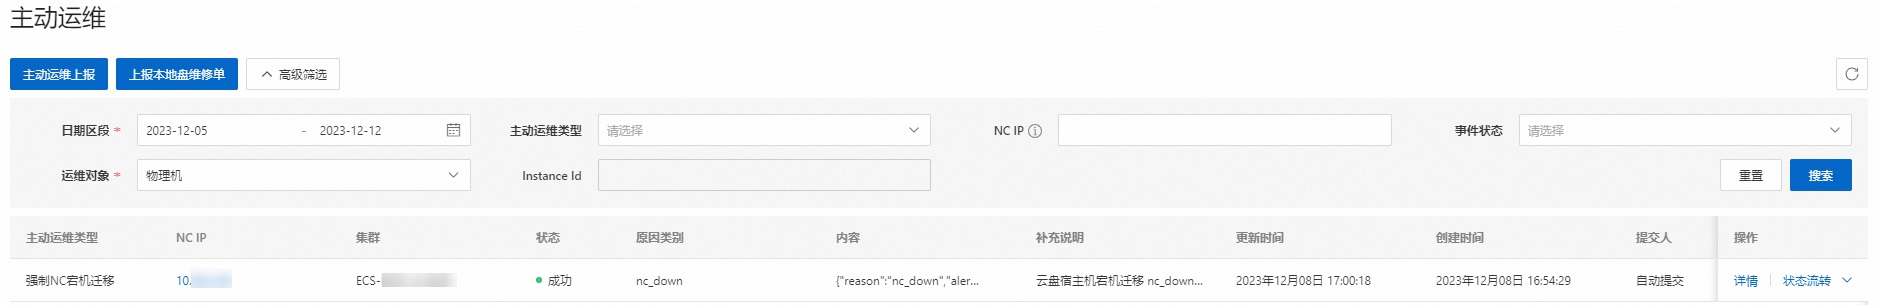 主动运维
主动运维上报 上报本地盘维修单 高级筛选
日期区段 * 2023-12-05 - 2023-12-12 主动运维类型 请选择 NC IP 事件状态 请选择
运维对象 * 物理机 Instance Id 重置 搜索
主动运维类型 NC IP 集群 状态 原因类别 内容 补充说明 更新时间 创建时间 提交人 操作
强制NC宕机迁移 10. ECS- 成功 nc_down {"reason":"nc_down","aler... 云盘宿主机宕机迁移 nc_down... 2023年12月08日 17:00:18 2023年12月08日 16:54:29 自动提交 详情 状态流转